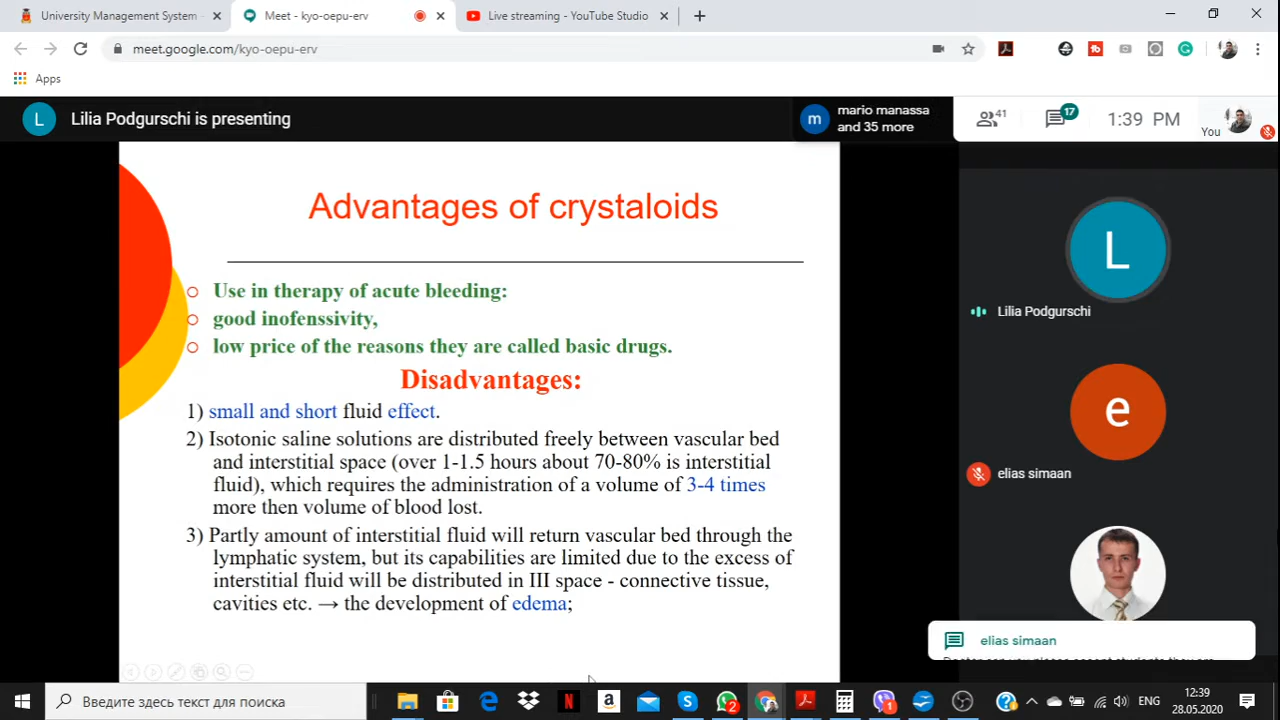 University Management System -
Meet - kyo-oepu-erv
Live streaming - YouTube Studio
meet.google.com/kyo-oepu-erv
Apps
L
Lilia Podgurschi is presenting
m
mario manassa
and 35 more
41
17
1:39 PM
You
Advantages of crystaloids
Use in therapy of acute bleeding:
good inofenssivity,
low price of the reasons they are called basic drugs.
Disadvantages:
1) small and short fluid effect.
2) Isotonic saline solutions are distributed freely between vascular bed
and interstitial space (over 1-1.5 hours about 70-80% is interstitial
fluid), which requires the administration of a volume of 3-4 times
more then volume of blood lost.
3) Partly amount of interstitial fluid will return vascular bed through the
lymphatic system, but its capabilities are limited due to the excess of
interstitial fluid will be distributed in III space - connective tissue,
cavities etc. → the development of edema;
L
Lilia Podgurschi
e
elias simaan
elias simaan
Введите здесь текст для поиска
2
1
ENG
12:39
28.05.2020